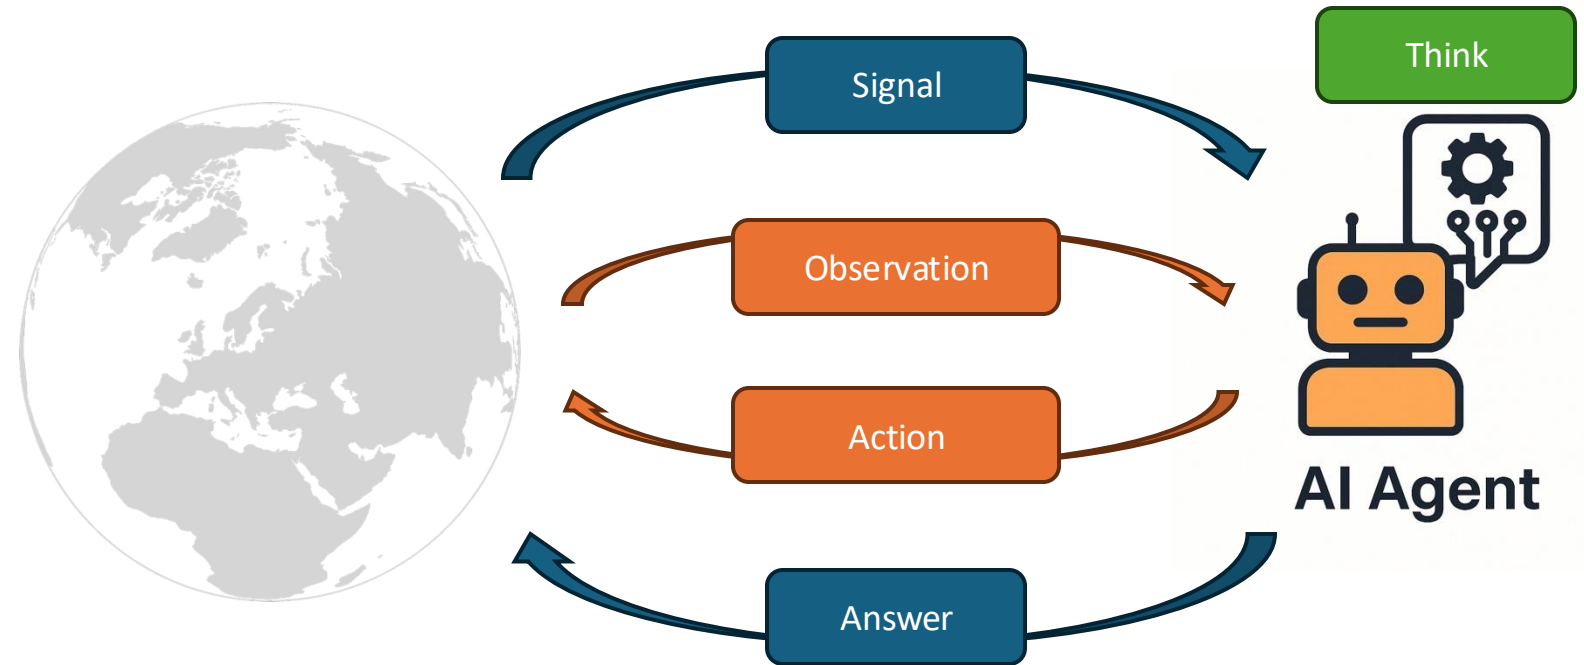 Think
Signal
Observation
Action
AI Agent
Answer